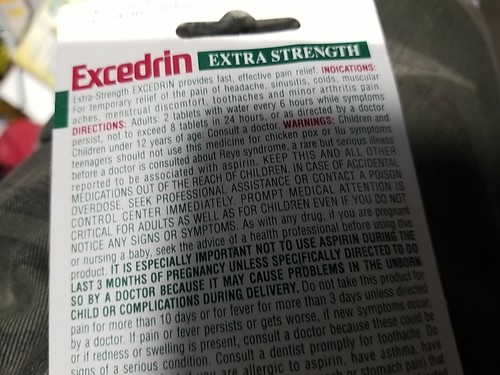 Excedrin EXTRA STRENGTH
Extra-Strength EXCEDRIN provides fast, effective pain relief. INDICATIONS:
For temporary relief of the pain of headache, sinusitis, colds, muscular
aches, menstrual discomfort, toothaches and minor arthritis pain.
DIRECTIONS: Adults: 2 tablets with water every 6 hours while symptoms
persist, not to exceed 8 tablets in 24 hours, or as directed by a doctor.
Children under 12 years of age: Consult a doctor. WARNINGS: Children and
teenagers should not use this medicine for chicken pox or flu symptoms
before a doctor is consulted about Reye syndrome, a rare but serious illness
reported to be associated with aspirin. KEEP THIS AND ALL OTHER
MEDICATIONS OUT OF THE REACH OF CHILDREN. IN CASE OF ACCIDENTAL
OVERDOSE, SEEK PROFESSIONAL ASSISTANCE OR CONTACT A POISON
CONTROL CENTER IMMEDIATELY. PROMPT MEDICAL ATTENTION IS
CRITICAL FOR ADULTS AS WELL AS FOR CHILDREN EVEN IF YOU DO NOT
NOTICE ANY SIGNS OR SYMPTOMS. As with any drug, if you are pregnant
or nursing a baby, seek the advice of a health professional before using this
product. IT IS ESPECIALLY IMPORTANT NOT TO USE ASPIRIN DURING THE
LAST 3 MONTHS OF PREGNANCY UNLESS SPECIFICALLY DIRECTED TO DO
SO BY A DOCTOR BECAUSE IT MAY CAUSE PROBLEMS IN THE UNBORN
CHILD OR COMPLICATIONS DURING DELIVERY. Do not take this product for
pain for more than 10 days or for fever for more than 3 days unless directed
by a doctor. If pain or fever persists or gets worse, if new symptoms occur,
or if redness or swelling is present, consult a doctor because these could be
signs of a serious condition. Consult a dentist promptly for toothache. Do
if you are allergic to aspirin, have asthma, have
or stomach pain) that